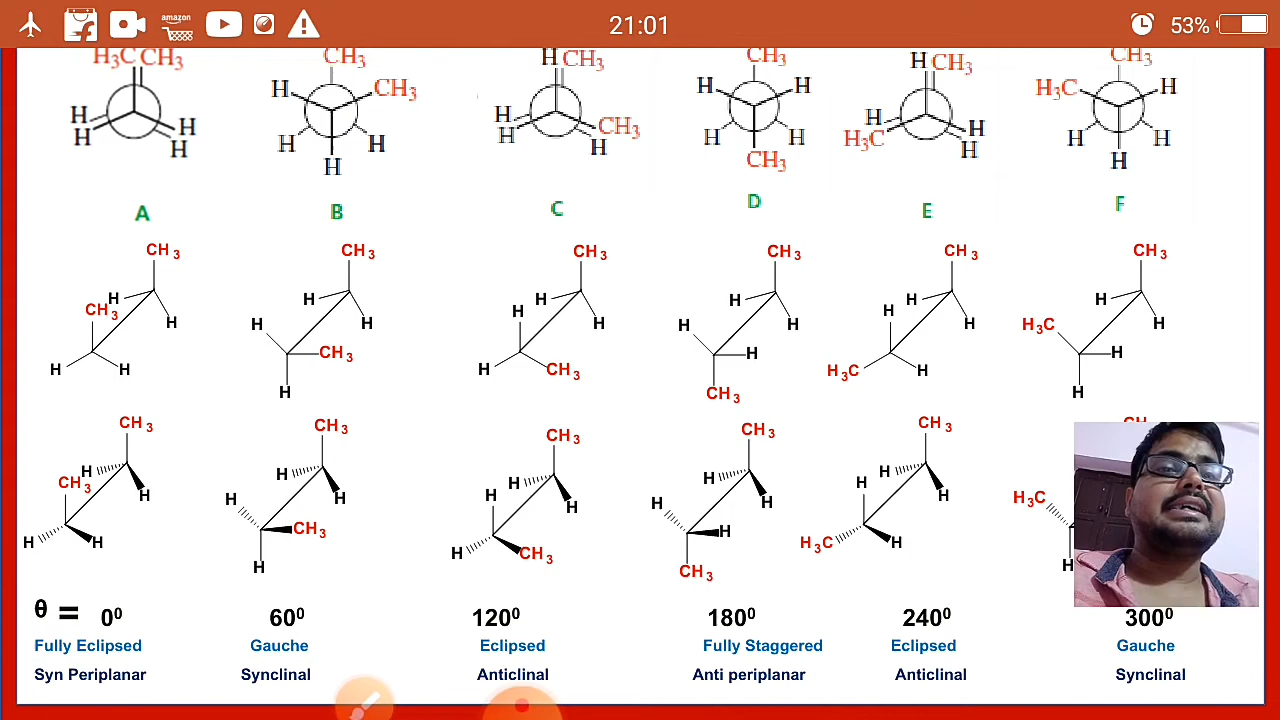 amazon 21:01 53%
H₃C CH₃ CH₃ H CH₃ CH₃ H CH₃ CH₃
H CH₃ H H H₃C H
H H H CH₃ H H
H H H H H H H₃C H H H
H H H H CH₃ H H
A B C D E F
CH₃ CH₃ CH₃ CH₃ CH₃ CH₃
H H H H H H
CH₃ H H H H H H H H H₃C H
H H CH₃ H CH₃ H H₃C H H
H CH₃ H
CH₃ CH₃ CH₃ CH₃ CH₃
H H H H H
CH₃ H H H H H H H H H₃C
H H CH₃ H CH₃ H H₃C H
H CH₃ H
θ = 0⁰ 60⁰ 120⁰ 180⁰ 240⁰ 300⁰
Fully Eclipsed Gauche Eclipsed Fully Staggered Eclipsed Gauche
Syn Periplanar Synclinal Anticlinal Anti periplanar Anticlinal Synclinal